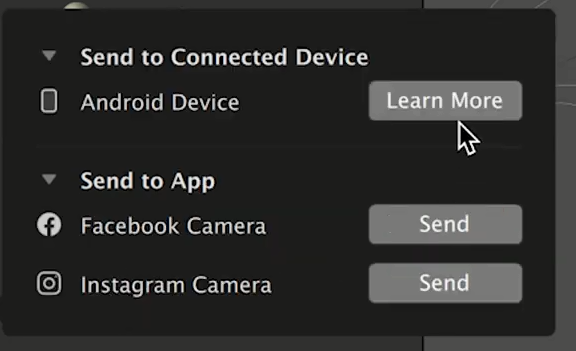 Send to Connected Device
Android Device
Learn More
Send to App
Facebook Camera
Send
Instagram Camera
Send